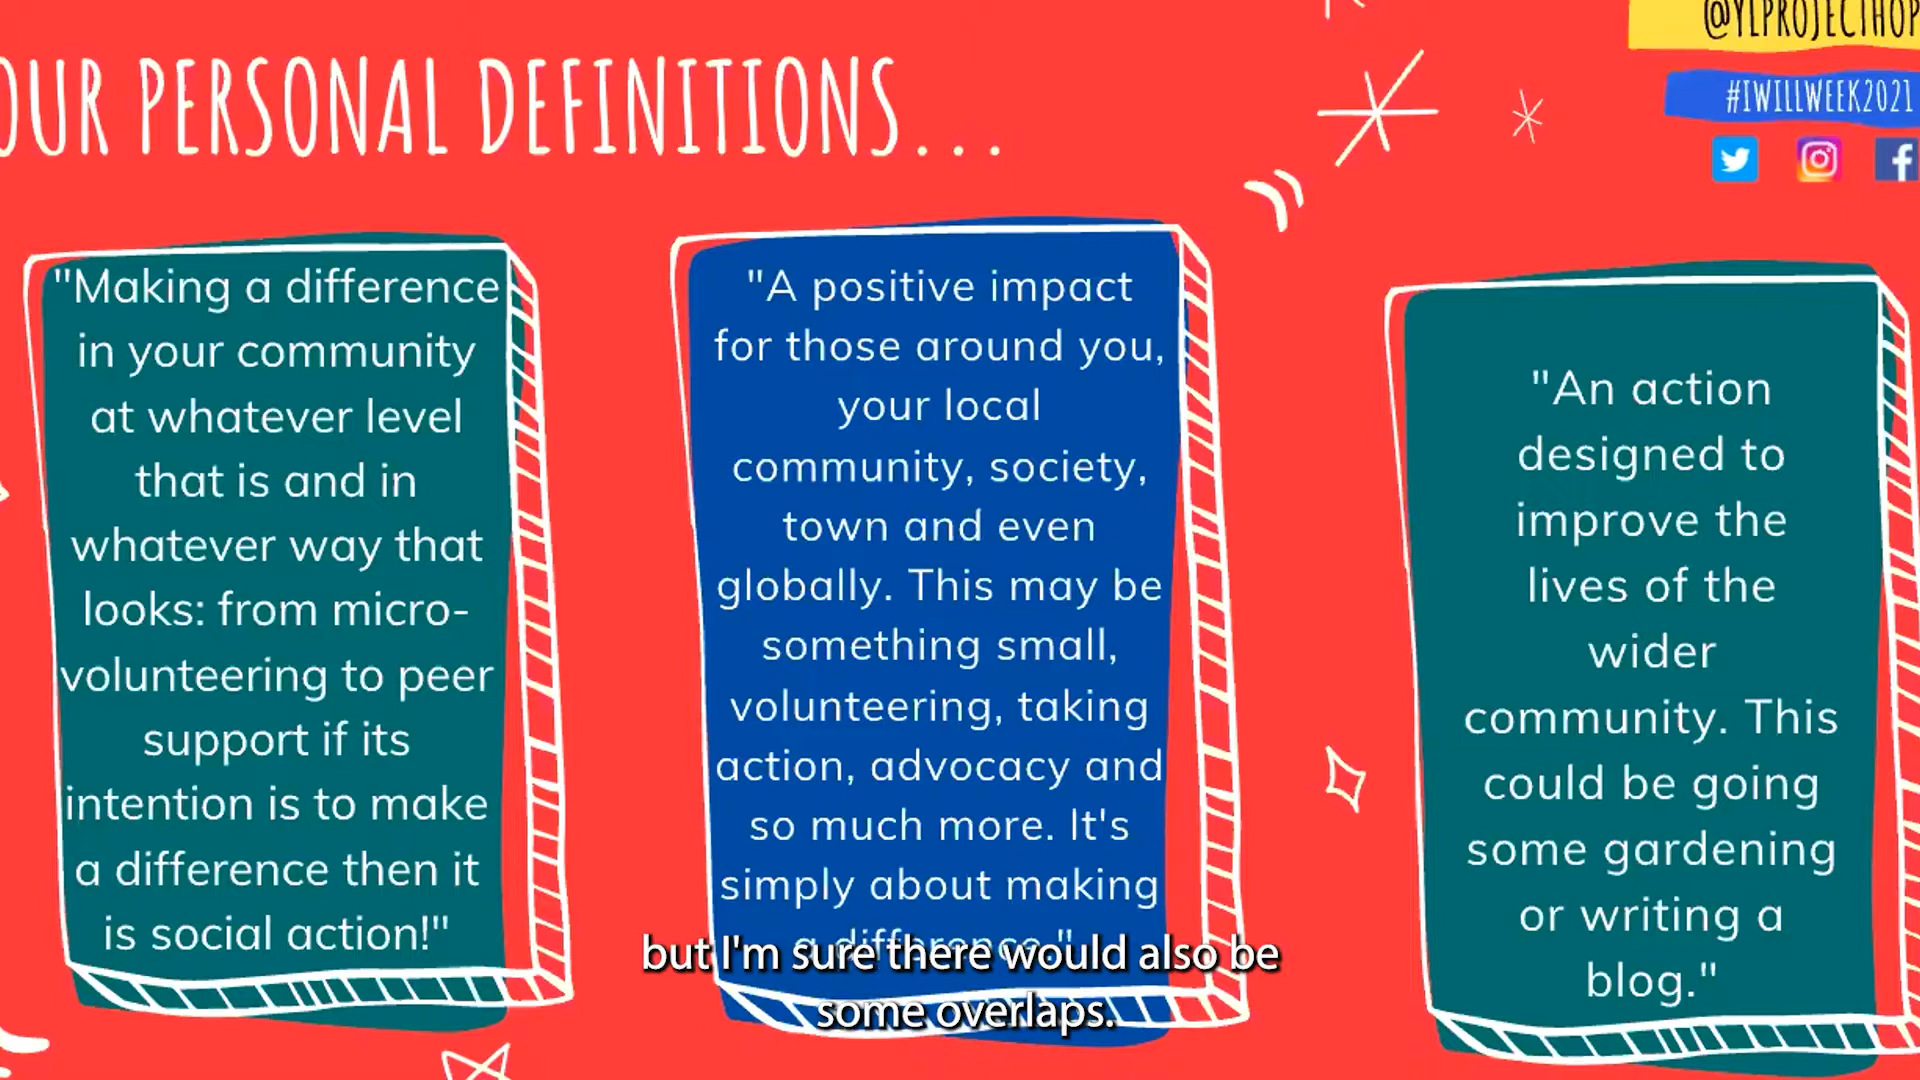 OUR PERSONAL DEFINITIONS...
@YLPROJECTHOP
#IWILLWEEK2021
"Making a difference
in your community
at whatever level
that is and in
whatever way that
looks: from micro-
volunteering to peer
support if its
intention is to make
a difference then it
is social action!"
"A positive impact
for those around you,
your local
community, society,
town and even
globally. This may be
something small,
volunteering, taking
action, advocacy and
so much more. It's
simply about making
a difference."
"An action
designed to
improve the
lives of the
wider
community. This
could be going
some gardening
or writing a
blog."
but I'm sure there would also be
some overlaps.